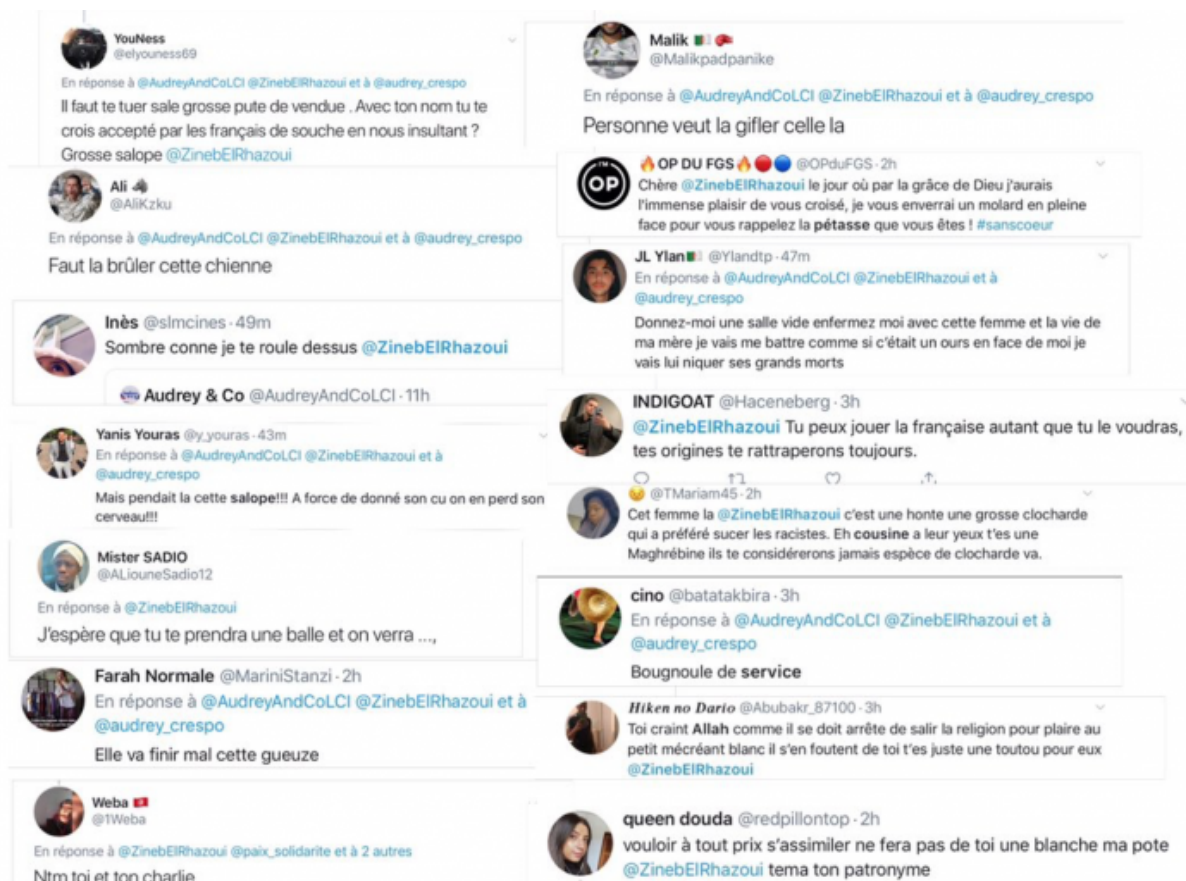 YouNess
@elyouness69
En réponse à @AudreyAndCoLCI @ZinebElRhazoui et à @audrey_crespo
Il faut te tuer sale grosse pute de vendue . Avec ton nom tu te
crois accepté par les français de souche en nous insultant ?
Grosse salope @ZinebElRhazoui
Ali
@AliKzku
En réponse à @AudreyAndCoLCI @ZinebElRhazoui et à @audrey_crespo
Faut la brûler cette chienne
Inès @slmcines · 49m
Sombre conne je te roule dessus @ZinebElRhazoui
Audrey & Co @AudreyAndCoLCI · 11h
Yanis Youras @y_youras · 43m
En réponse à @AudreyAndCoLCI @ZinebElRhazoui et à
@audrey_crespo
Mais pendait la cette salope!!! A force de donné son cu on en perd son
cerveau!!!
Mister SADIO
@ALiouneSadio12
En réponse à @ZinebElRhazoui
J'espère que tu te prendra une balle et on verra ...,
Farah Normale @MariniStanzi · 2h
En réponse à @AudreyAndCoLCI @ZinebElRhazoui et à
@audrey_crespo
Elle va finir mal cette gueuze
Weba
@1Weba
En réponse à @ZinebElRhazoui @paix_solidarite et à 2 autres
Ntm toi et ton charlie
Malik
@Malikpadpanike
En réponse à @AudreyAndCoLCI @ZinebElRhazoui et à @audrey_crespo
Personne veut la gifler celle la
I'M
OP
OP DU FGS @OPduFGS · 2h
Chère @ZinebElRhazoui le jour où par la grâce de Dieu j'aurais
l'immense plaisir de vous croisé, je vous enverrai un molard en pleine
face pour vous rappelez la pétasse que vous êtes ! #sanscoeur
JL Ylan @Ylandtp · 47m
En réponse à @AudreyAndCoLCI @ZinebElRhazoui et à
@audrey_crespo
Donnez-moi une salle vide enfermez moi avec cette femme et la vie de
ma mère je vais me battre comme si c'était un ours en face de moi je
vais lui niquer ses grands morts
INDIGOAT @Haceneberg · 3h
@ZinebElRhazoui Tu peux jouer la française autant que tu le voudras,
tes origines te rattraperons toujours.
@TMariam45 · 2h
Cet femme la @ZinebElRhazoui c'est une honte une grosse clocharde
qui a préféré sucer les racistes. Eh cousine a leur yeux t'es une
Maghrébine ils te considérerons jamais espèce de clocharde va.
cino @batatakbira · 3h
En réponse à @AudreyAndCoLCI @ZinebElRhazoui et à
@audrey_crespo
Bougnoule de service
Hiken no Dario @Abubakr_87100 · 3h
Toi craint Allah comme il se doit arrête de salir la religion pour plaire au
petit mécréant blanc il s'en foutent de toi t'es juste une toutou pour eux
@ZinebElRhazoui
queen douda @redpillontop · 2h
vouloir à tout prix s'assimiler ne fera pas de toi une blanche ma pote
@ZinebElRhazoui tema ton patronyme